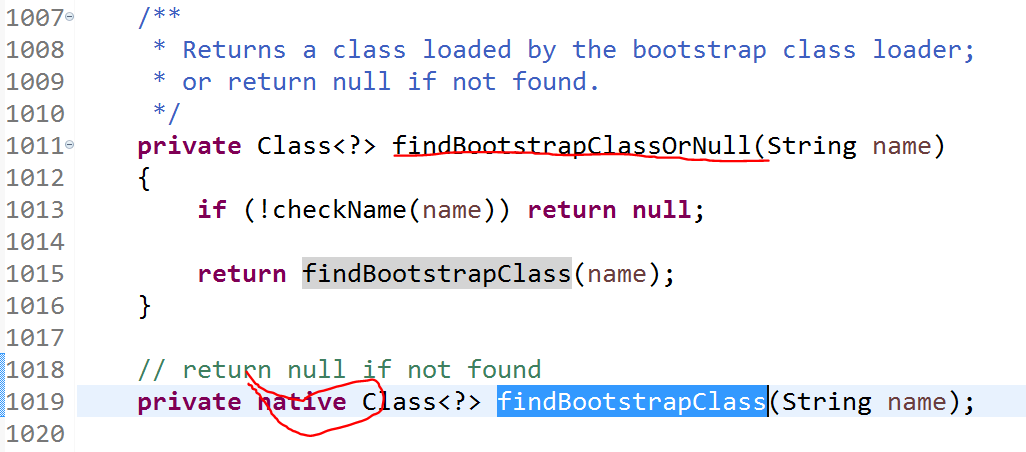 1007 /**
1008 * Returns a class loaded by the bootstrap class loader;
1009 * or return null if not found.
1010 */
1011 private Class<?> findBootstrapClassOrNull(String name)
1012 {
1013 if (!checkName(name)) return null;
1014
1015 return findBootstrapClass(name);
1016 }
1017
1018 // return null if not found
1019 private native Class<?> findBootstrapClass(String name);
1020